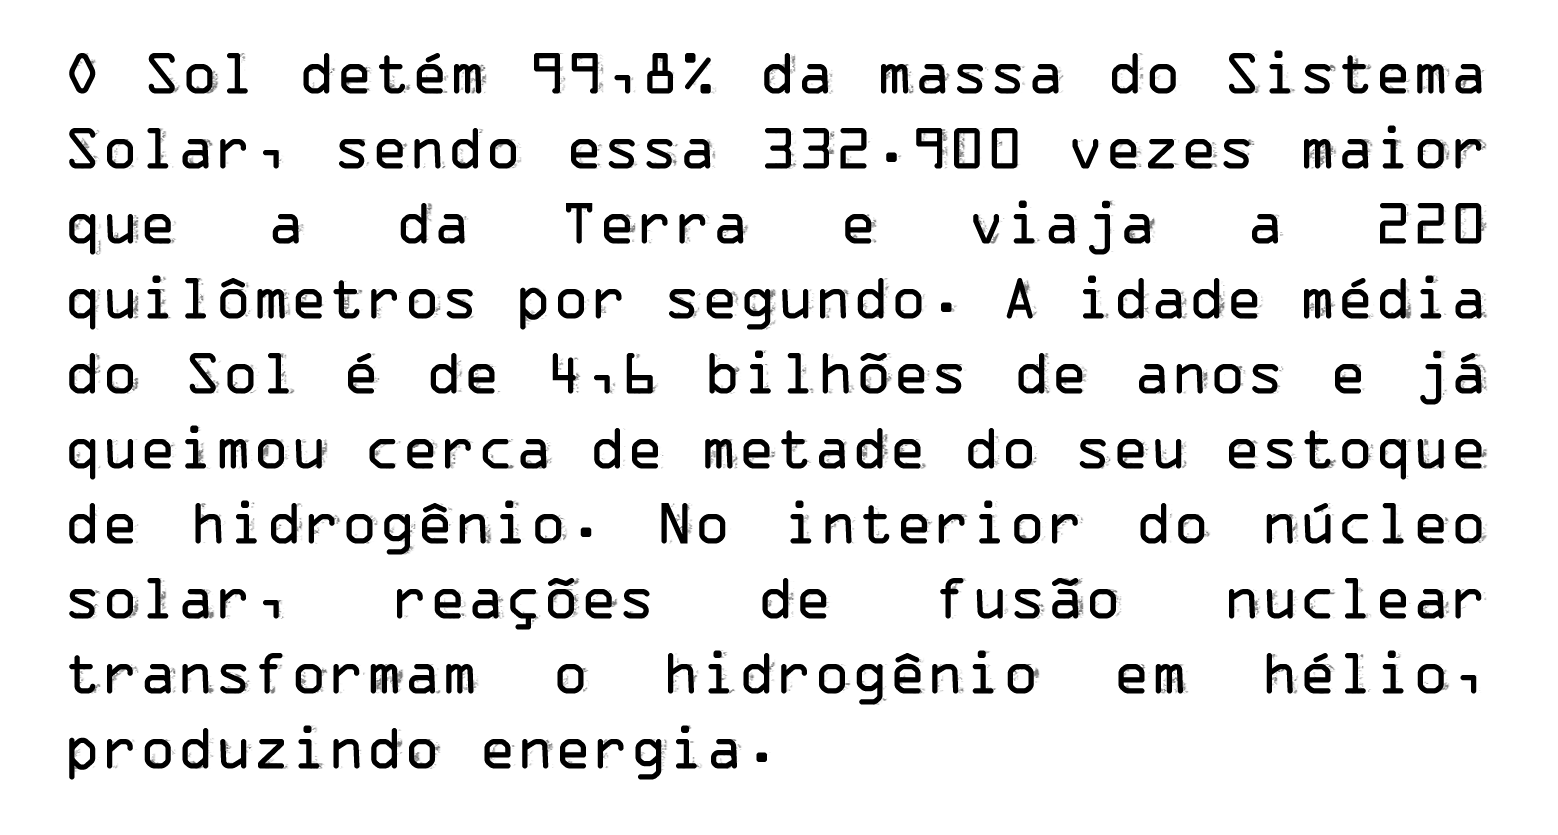 O Sol detém 99,8% da massa do Sistema
Solar, sendo essa 332.900 vezes maior
que a da Terra e viaja a 220
quilômetros por segundo. A idade média
do Sol é de 4,6 bilhões de anos e já
queimou cerca de metade do seu estoque
de hidrogênio. No interior do núcleo
solar, reações de fusão nuclear
transformam o hidrogênio em hélio,
produzindo energia.